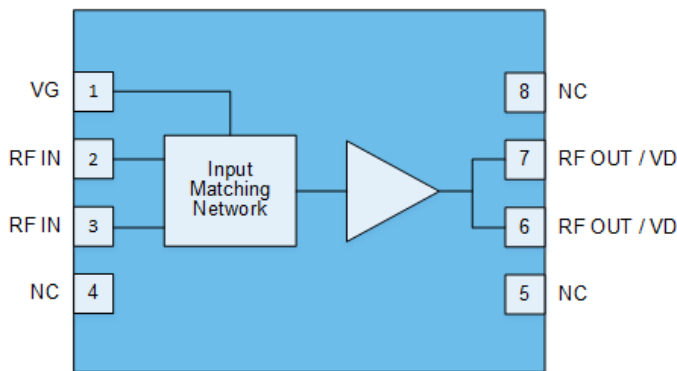 VG 1
RF IN 2
RF IN 3
NC 4
Input
Matching
Network
8 NC
7 RF OUT / VD
6 RF OUT / VD
5 NC